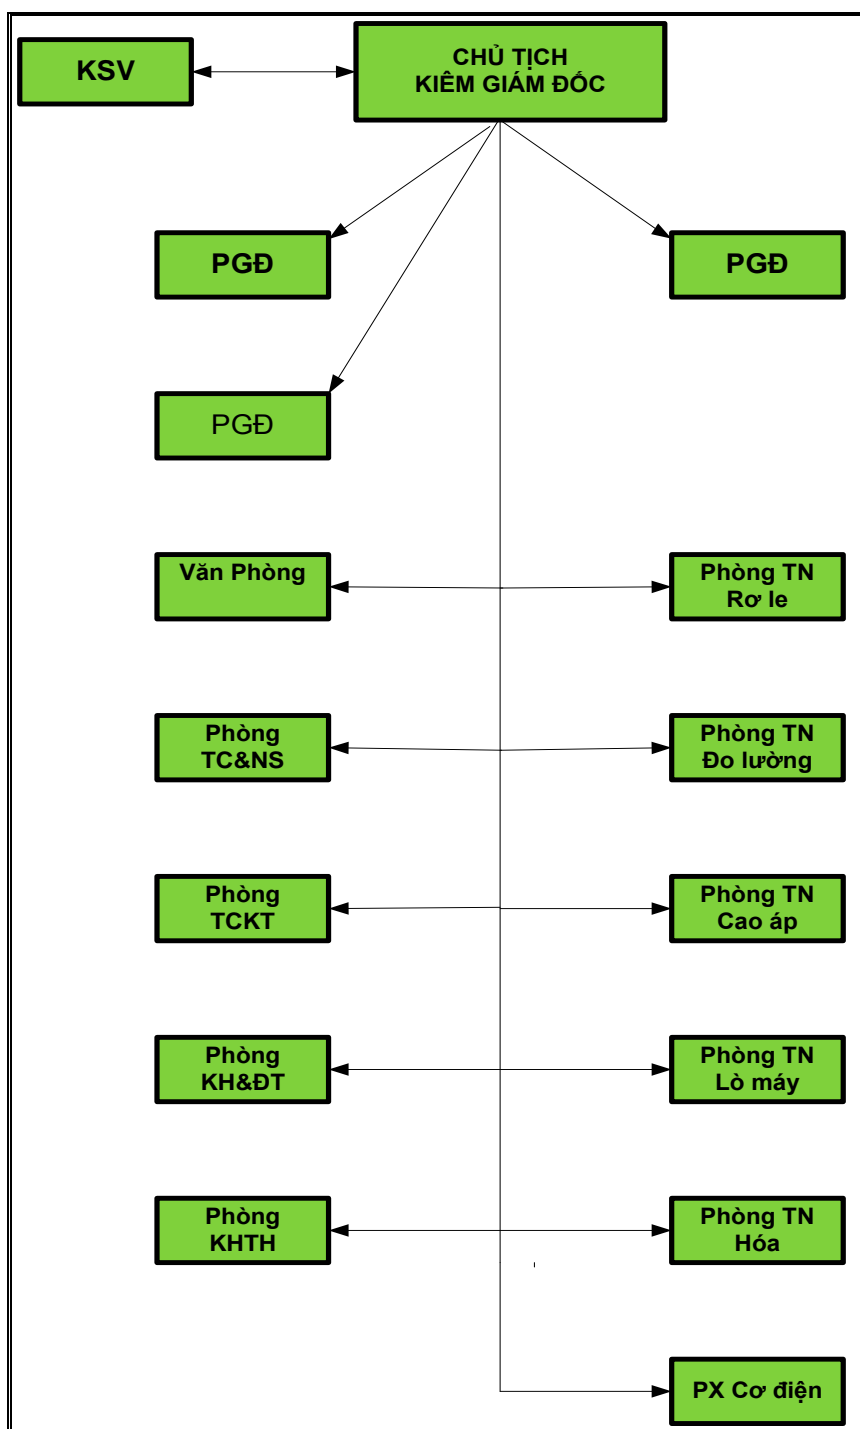 KSV
CHỦ TỊCH
KIÊM GIÁM ĐỐC
PGĐ
PGĐ
PGĐ
Văn Phòng
Phòng TN
Rơ le
Phòng
TC&NS
Phòng TN
Đo lường
Phòng
TCKT
Phòng TN
Cao áp
Phòng
KH&ĐT
Phòng TN
Lò máy
Phòng
KHTH
Phòng TN
Hóa
PX Cơ điện